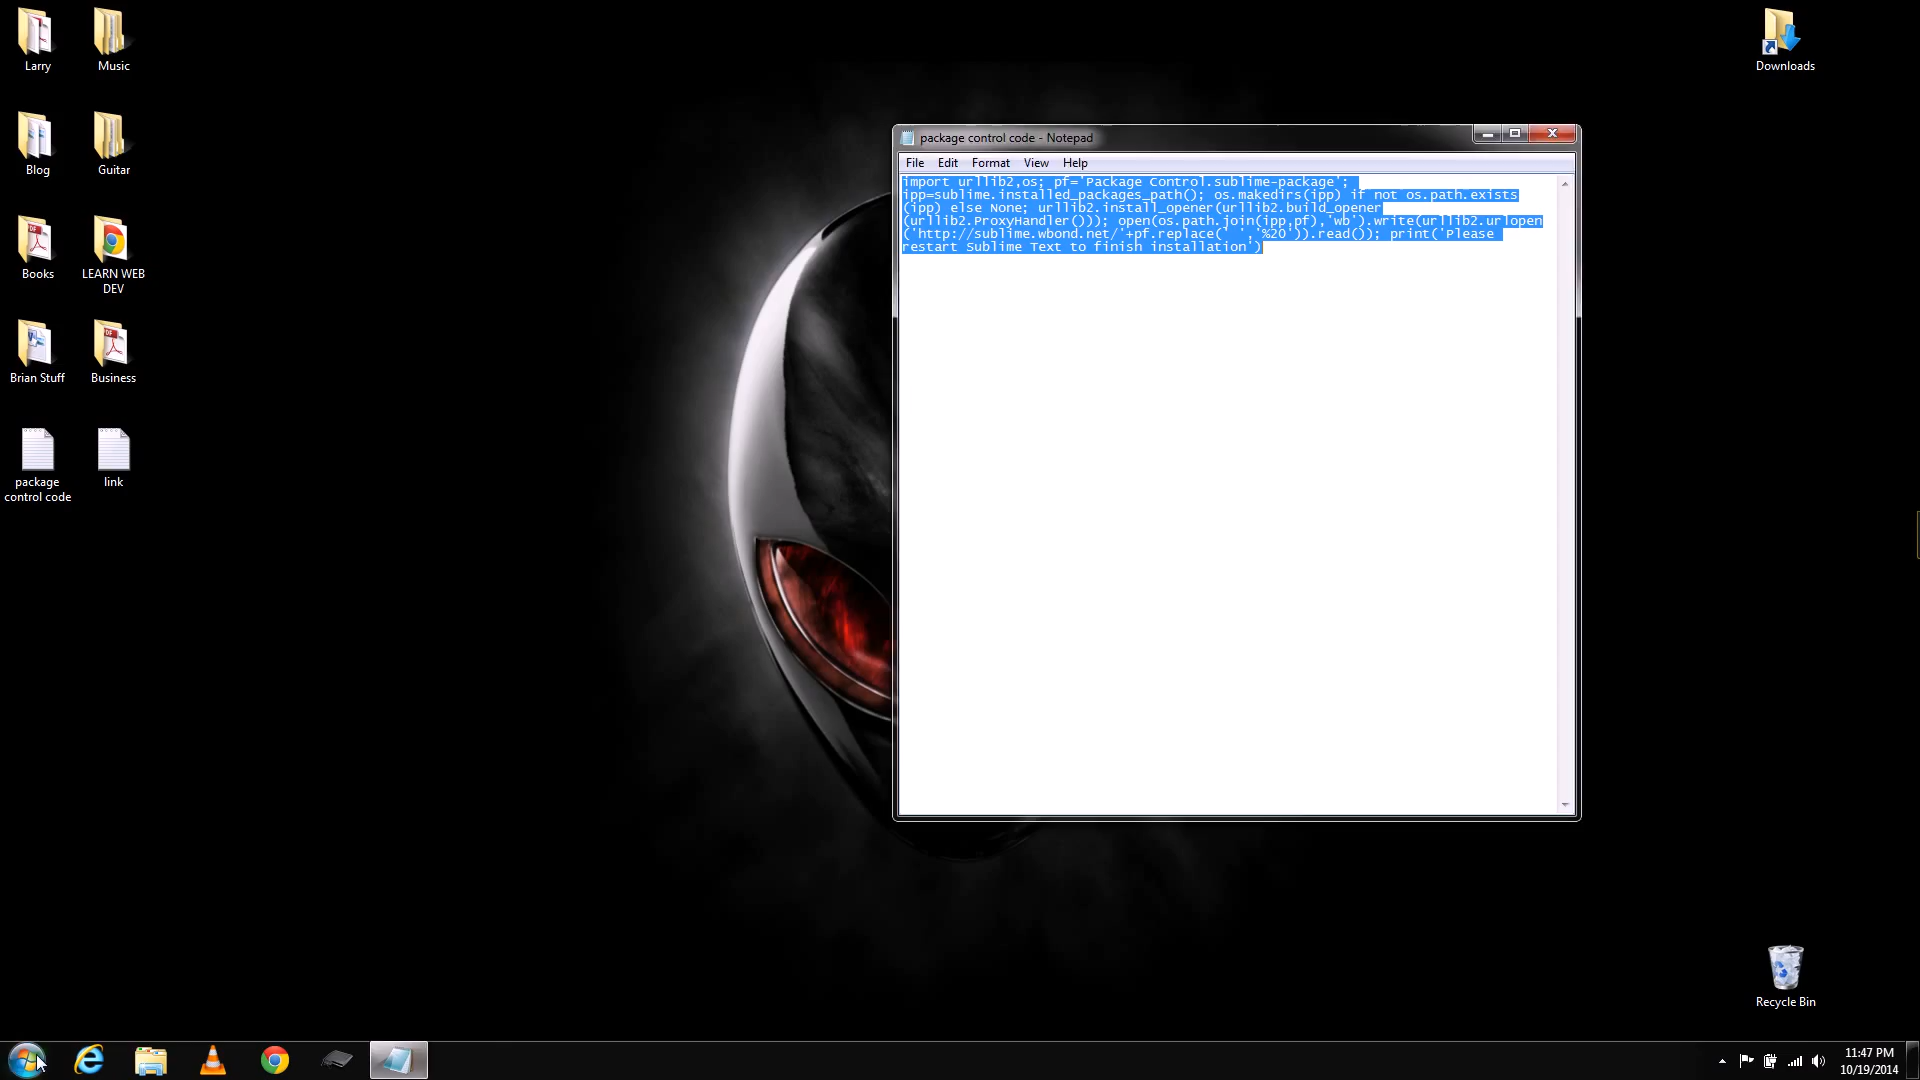 Larry
Music
Downloads
Blog
Guitar
Books
LEARN WEB
DEV
Brian Stuff
Business
package
control code
link
package control code - Notepad
File Edit Format View Help
import urllib2,os; pf='Package Control.sublime-package';
ipp=sublime.installed_packages_path(); os.makedirs(ipp) if not os.path.exists
(ipp) else None; urllib2.install_opener(urllib2.build_opener
(urllib2.ProxyHandler())); open(os.path.join(ipp,pf),'wb').write(urllib2.urlopen
('http://sublime.wbond.net/'+pf.replace(' ','%20')).read()); print('Please
restart Sublime Text to finish installation')
Recycle Bin
11:47 PM
10/19/2014